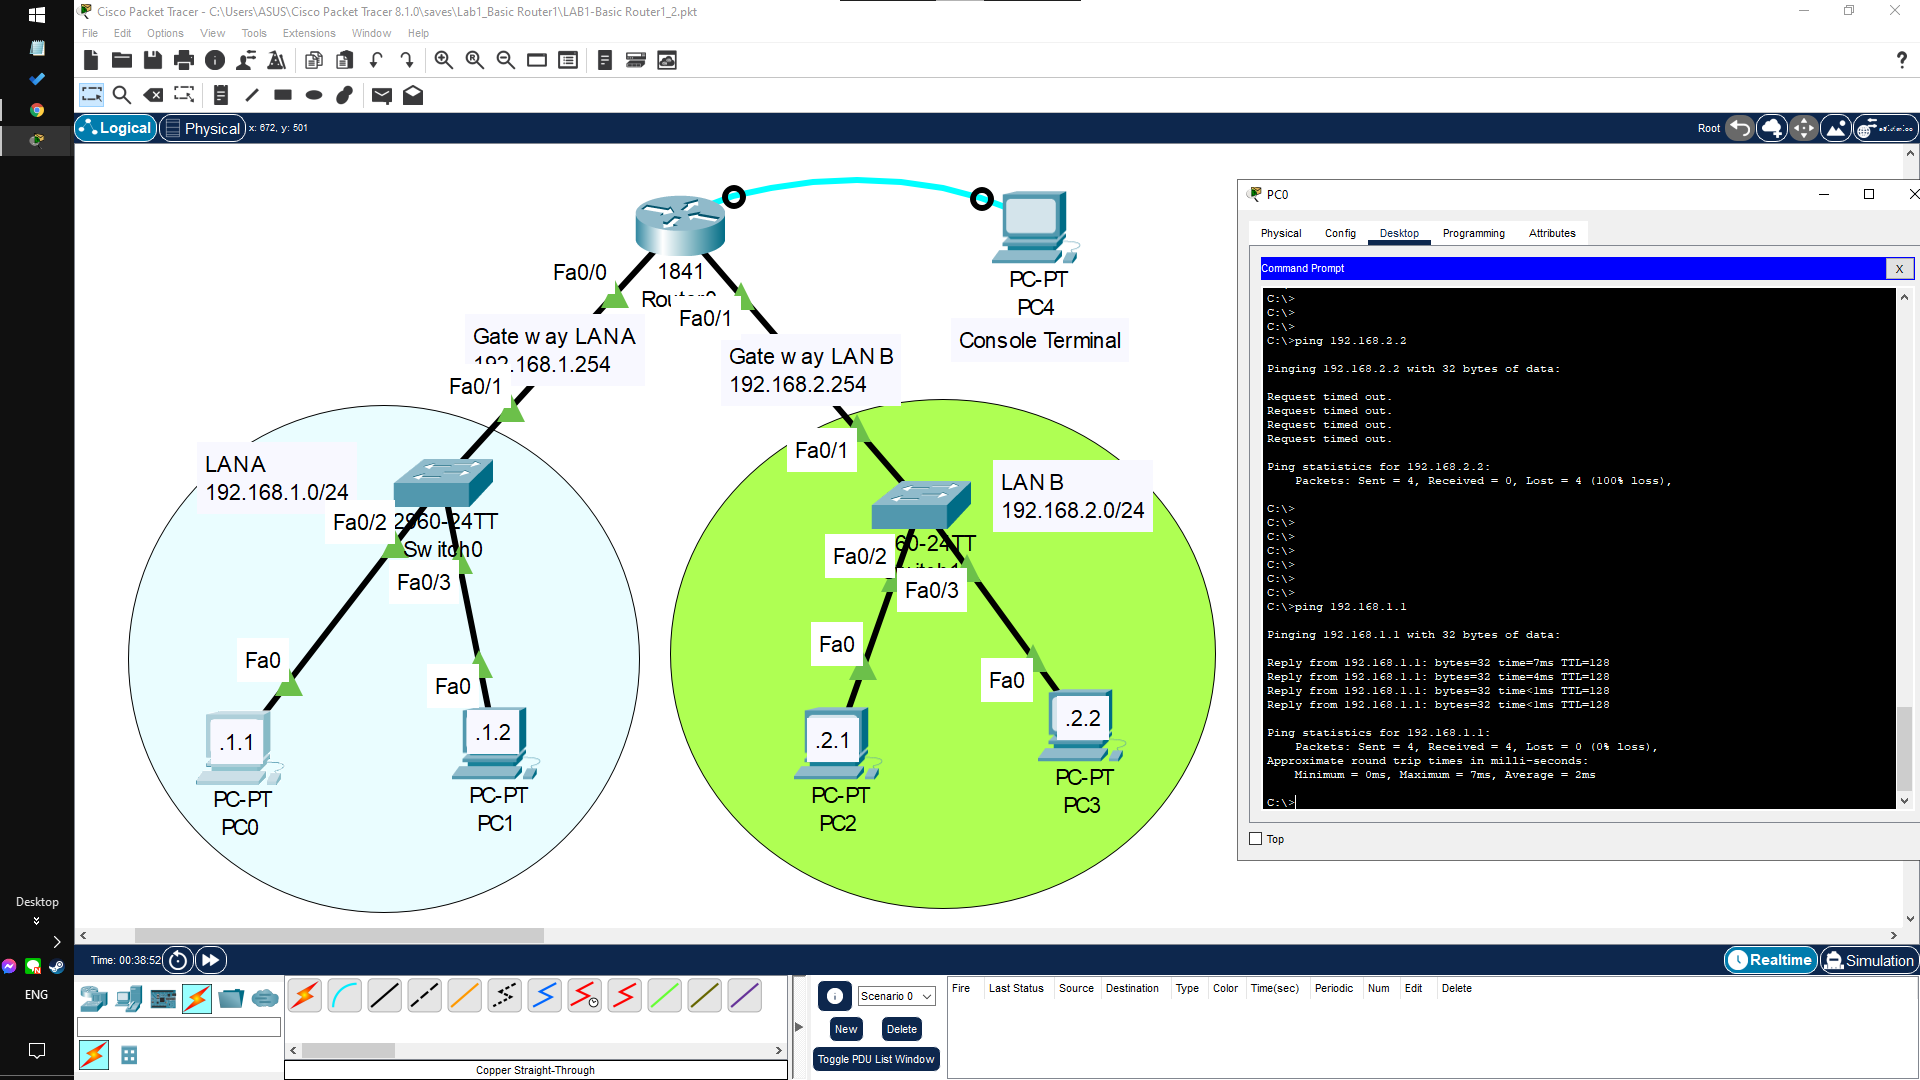 Cisco Packet Tracer - C:\Users\ASUS\Cisco Packet Tracer 8.1.0\saves\Lab1_Basic Router1\LAB1-Basic Router1_2.pkt
File Edit Options View Tools Extensions Window Help
?
Logical Physical x: 672, y: 501
Root
Fa0/0
1841
Fa0/1
PC-PT
PC4
Console Terminal
Gate way LAN A
192.168.1.254
Fa0/1
Gate way LAN B
192.168.2.254
LAN A
192.168.1.0/24
Fa0/2
2960-24TT
Switch0
Fa0/3
Fa0
Fa0
.1.1
PC-PT
PC0
.1.2
PC-PT
PC1
Fa0/1
LAN B
192.168.2.0/24
Fa0/2
60-24TT
Fa0/3
Fa0
Fa0
.2.1
PC-PT
PC2
.2.2
PC-PT
PC3
PC0
Physical Config Desktop Programming Attributes
Command Prompt
X
C:\>
C:\>
C:\>
C:\>ping 192.168.2.2
Pinging 192.168.2.2 with 32 bytes of data:
Request timed out.
Request timed out.
Request timed out.
Request timed out.
Ping statistics for 192.168.2.2:
Packets: Sent = 4, Received = 0, Lost = 4 (100% loss),
C:\>
C:\>
C:\>
C:\>
C:\>
C:\>
C:\>
C:\>ping 192.168.1.1
Pinging 192.168.1.1 with 32 bytes of data:
Reply from 192.168.1.1: bytes=32 time=7ms TTL=128
Reply from 192.168.1.1: bytes=32 time=4ms TTL=128
Reply from 192.168.1.1: bytes=32 time<1ms TTL=128
Reply from 192.168.1.1: bytes=32 time<1ms TTL=128
Ping statistics for 192.168.1.1:
Packets: Sent = 4, Received = 4, Lost = 0 (0% loss),
Approximate round trip times in milli-seconds:
Minimum = 0ms, Maximum = 7ms, Average = 2ms
C:\>
Top
Desktop
ENG
Time: 00:38:52
Realtime Simulation
Copper Straight-Through
Scenario 0
New Delete
Toggle PDU List Window
Fire Last Status Source Destination Type Color Time(sec) Periodic Num Edit Delete